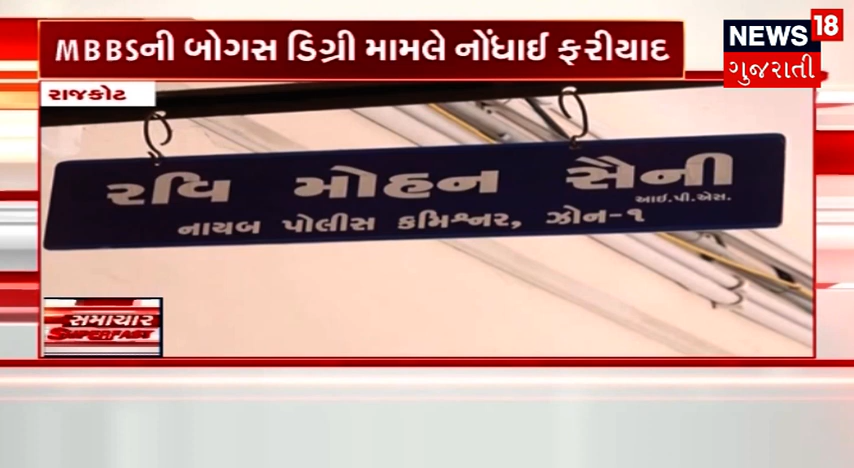 MBBSની બોગસ ડિગ્રી મામલે નોંધાઈ ફરીયાદ
NEWS 18
ગુજરાતી
રાજકોટ
રવિ મોહન સૈની
આઈ.પી.એસ.
નાયબ પોલીસ કમિશ્નર, ઝોન-૧
સમાચાર
SUPERFAST